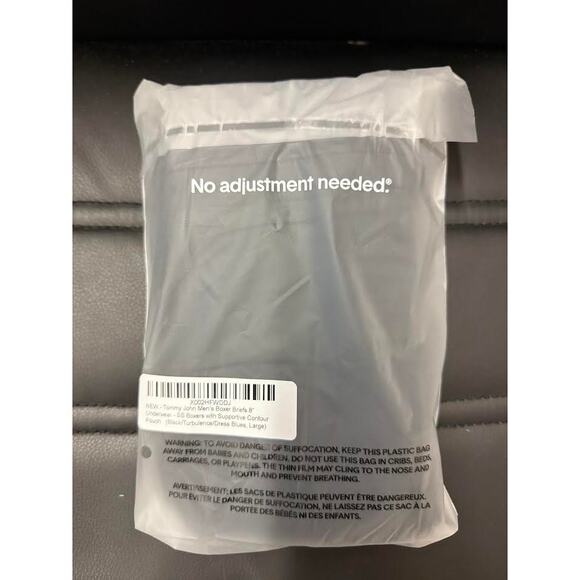 No adjustment needed.®
X002HFWDDJ
NEW - Tommy John Men's Boxer Briefs 8"
Underwear - SS Boxers with Supportive Contour
Pouch (Black/Turbulence/Dress Blues, Large)
WARNING: TO AVOID DANGER OF SUFFOCATION, KEEP THIS PLASTIC BAG
AWAY FROM BABIES AND CHILDREN. DO NOT USE THIS BAG IN CRIBS, BEDS,
CARRIAGES, OR PLAYPENS. THE THIN FILM MAY CLING TO THE NOSE AND
MOUTH AND PREVENT BREATHING.
AVERTISSEMENT: LES SACS DE PLASTIQUE PEUVENT ÊTRE DANGEREUX.
POUR ÉVITER LE DANGER DE SUFFOCATION, NE LAISSEZ PAS CE SAC À LA
PORTÉE DES BÉBÉS NI DES ENFANTS.